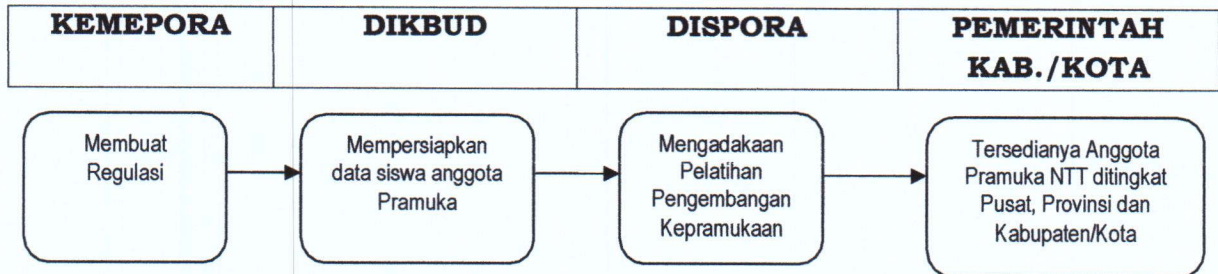 KEMEPORA
DIKBUD
DISPORA
PEMERINTAH
KAB./KOTA
Membuat
Regulasi
Mempersiapkan
data siswa anggota
Pramuka
Mengadakaan
Pelatihan
Pengembangan
Kepramukaan
Tersedianya Anggota
Pramuka NTT ditingkat
Pusat, Provinsi dan
Kabupaten/Kota